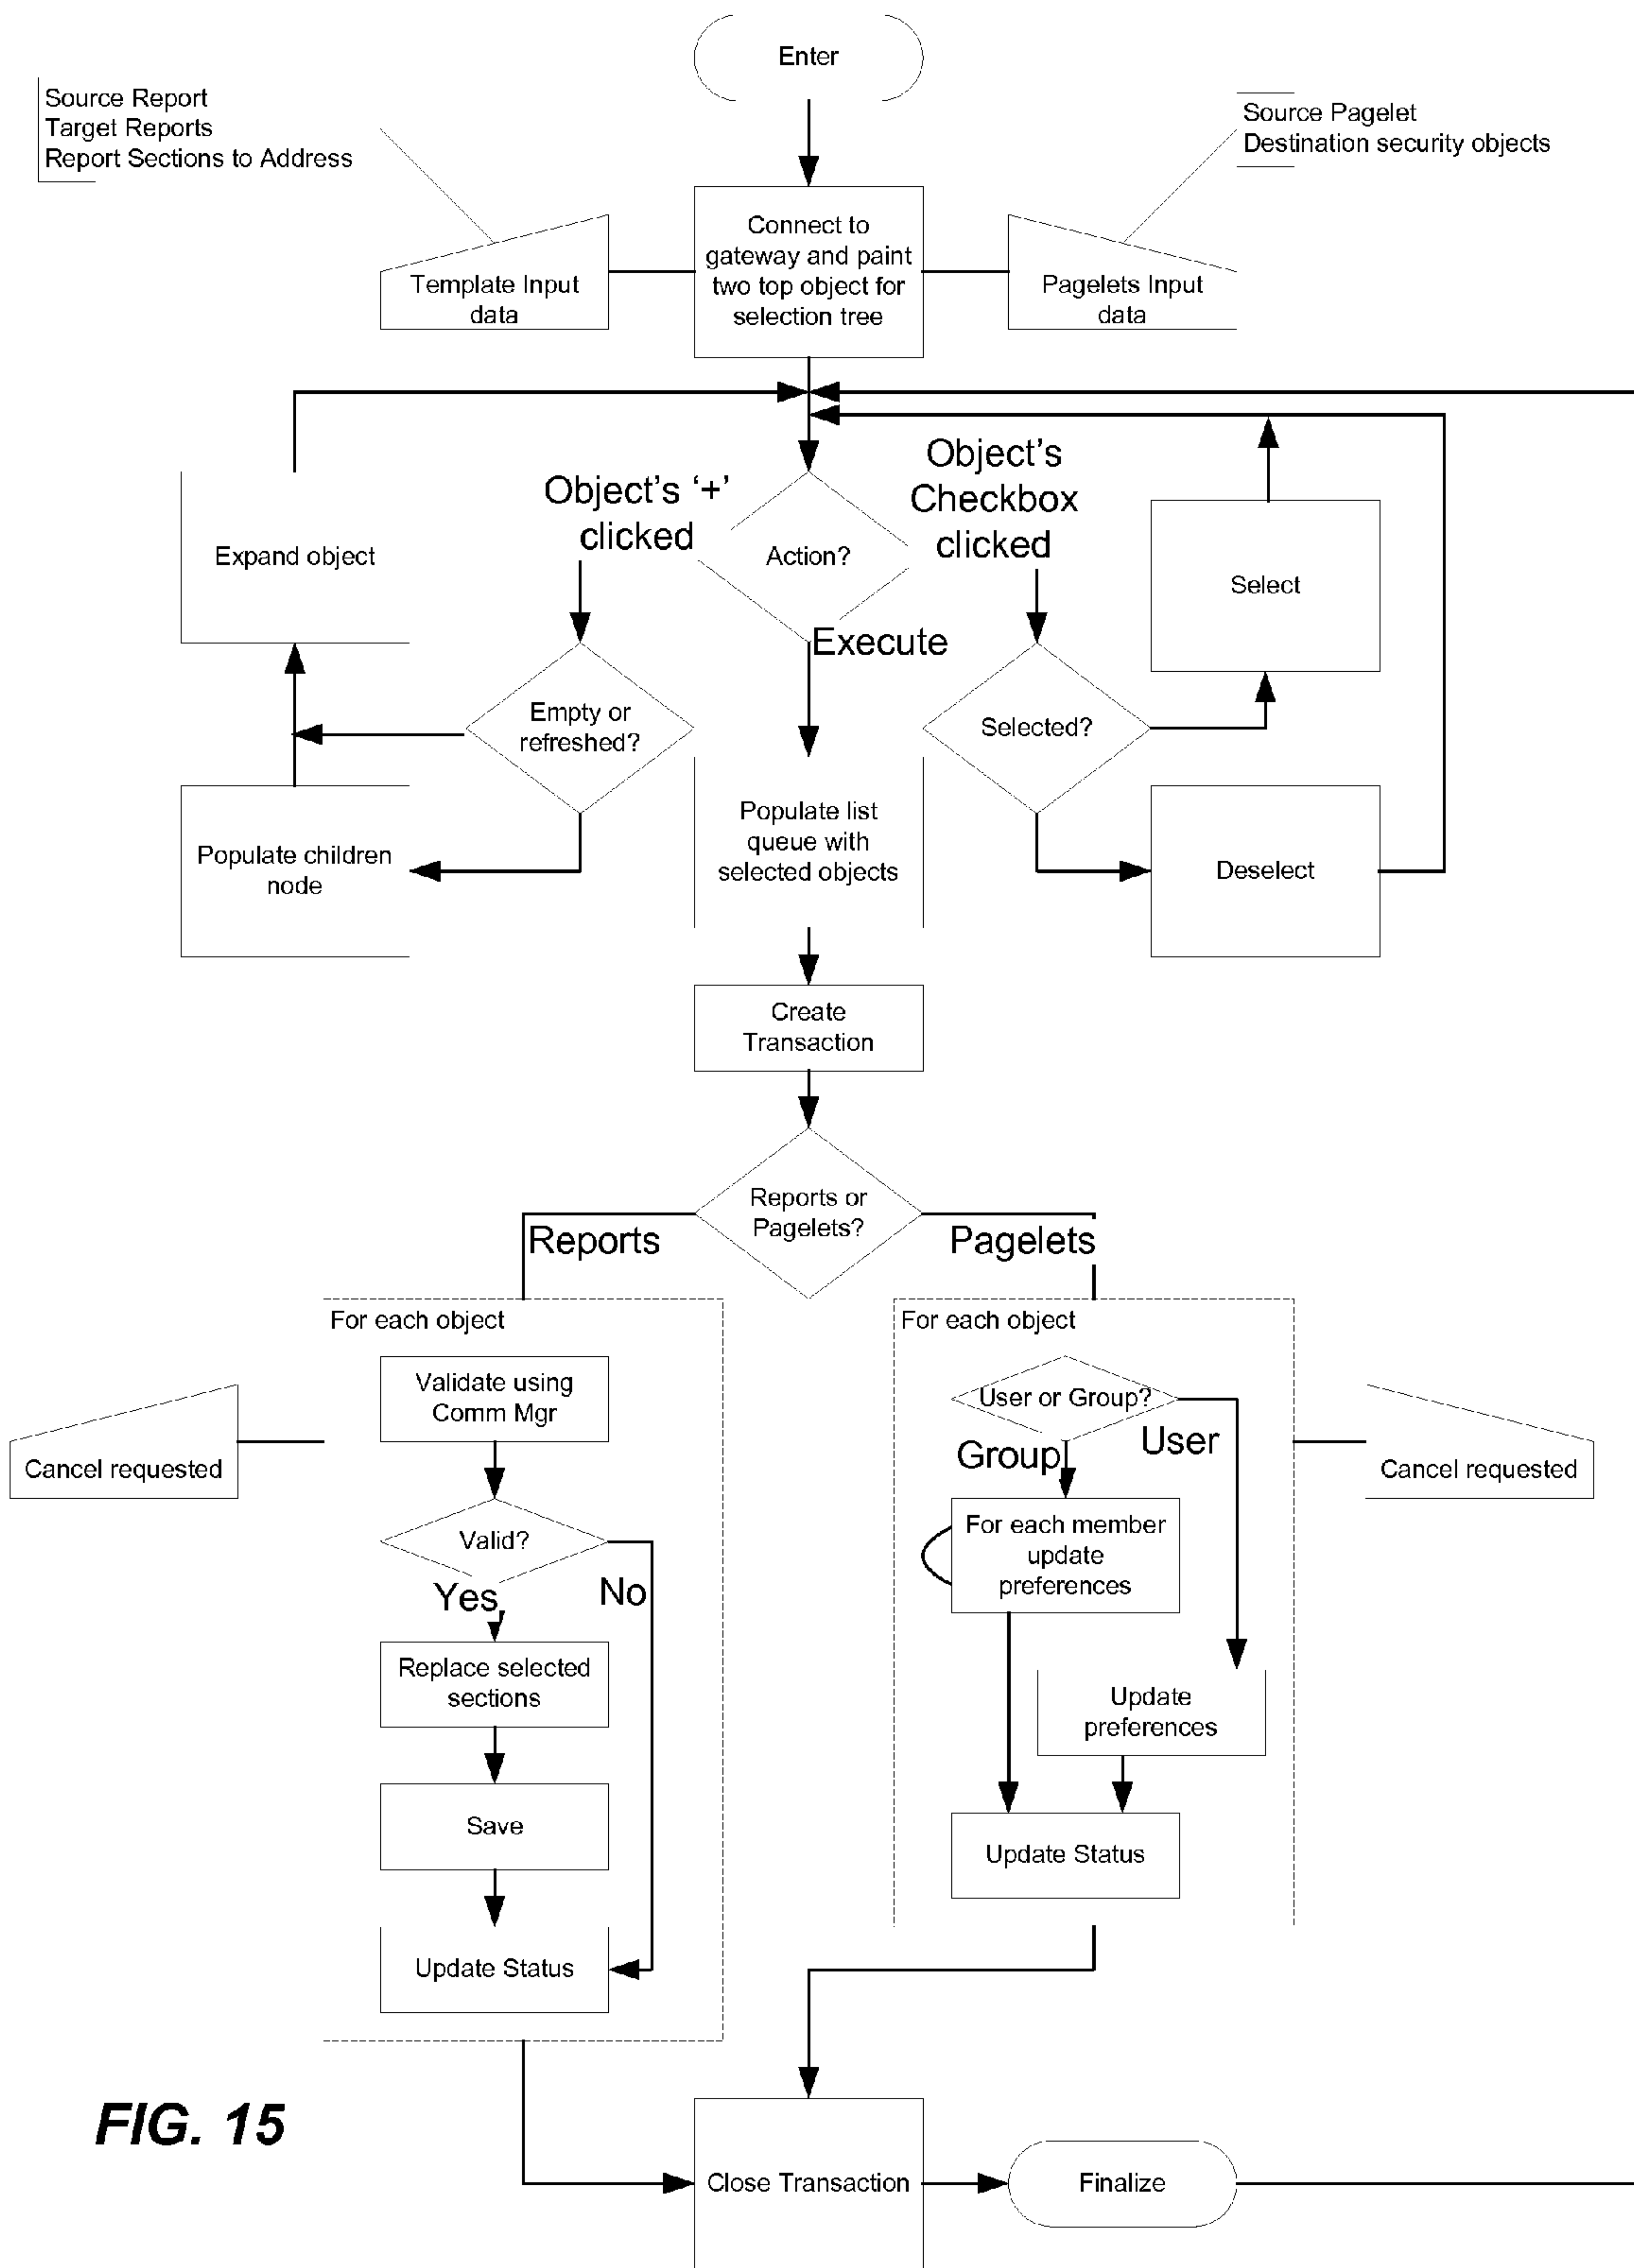 Enter
Source Report
Target Reports
Report Sections to Address
Source Pagelet
Destination security objects
Connect to
gateway and paint
two top object for
selection tree
Template Input
data
Pagelets Input
data
Object's '+'
clicked
Object's
Checkbox
clicked
Expand object
Action?
Select
Execute
Empty or
refreshed?
Selected?
Populate list
queue with
selected objects
Populate children
node
Deselect
Create
Transaction
Reports or
Pagelets?
Reports
Pagelets
For each object
For each object
Validate using
Comm Mgr
User or Group?
Group
User
Cancel requested
Cancel requested
Valid?
Yes
No
For each member
update
preferences
Replace selected
sections
Update
preferences
Save
Update Status
Update Status
FIG. 15
Close Transaction
Finalize